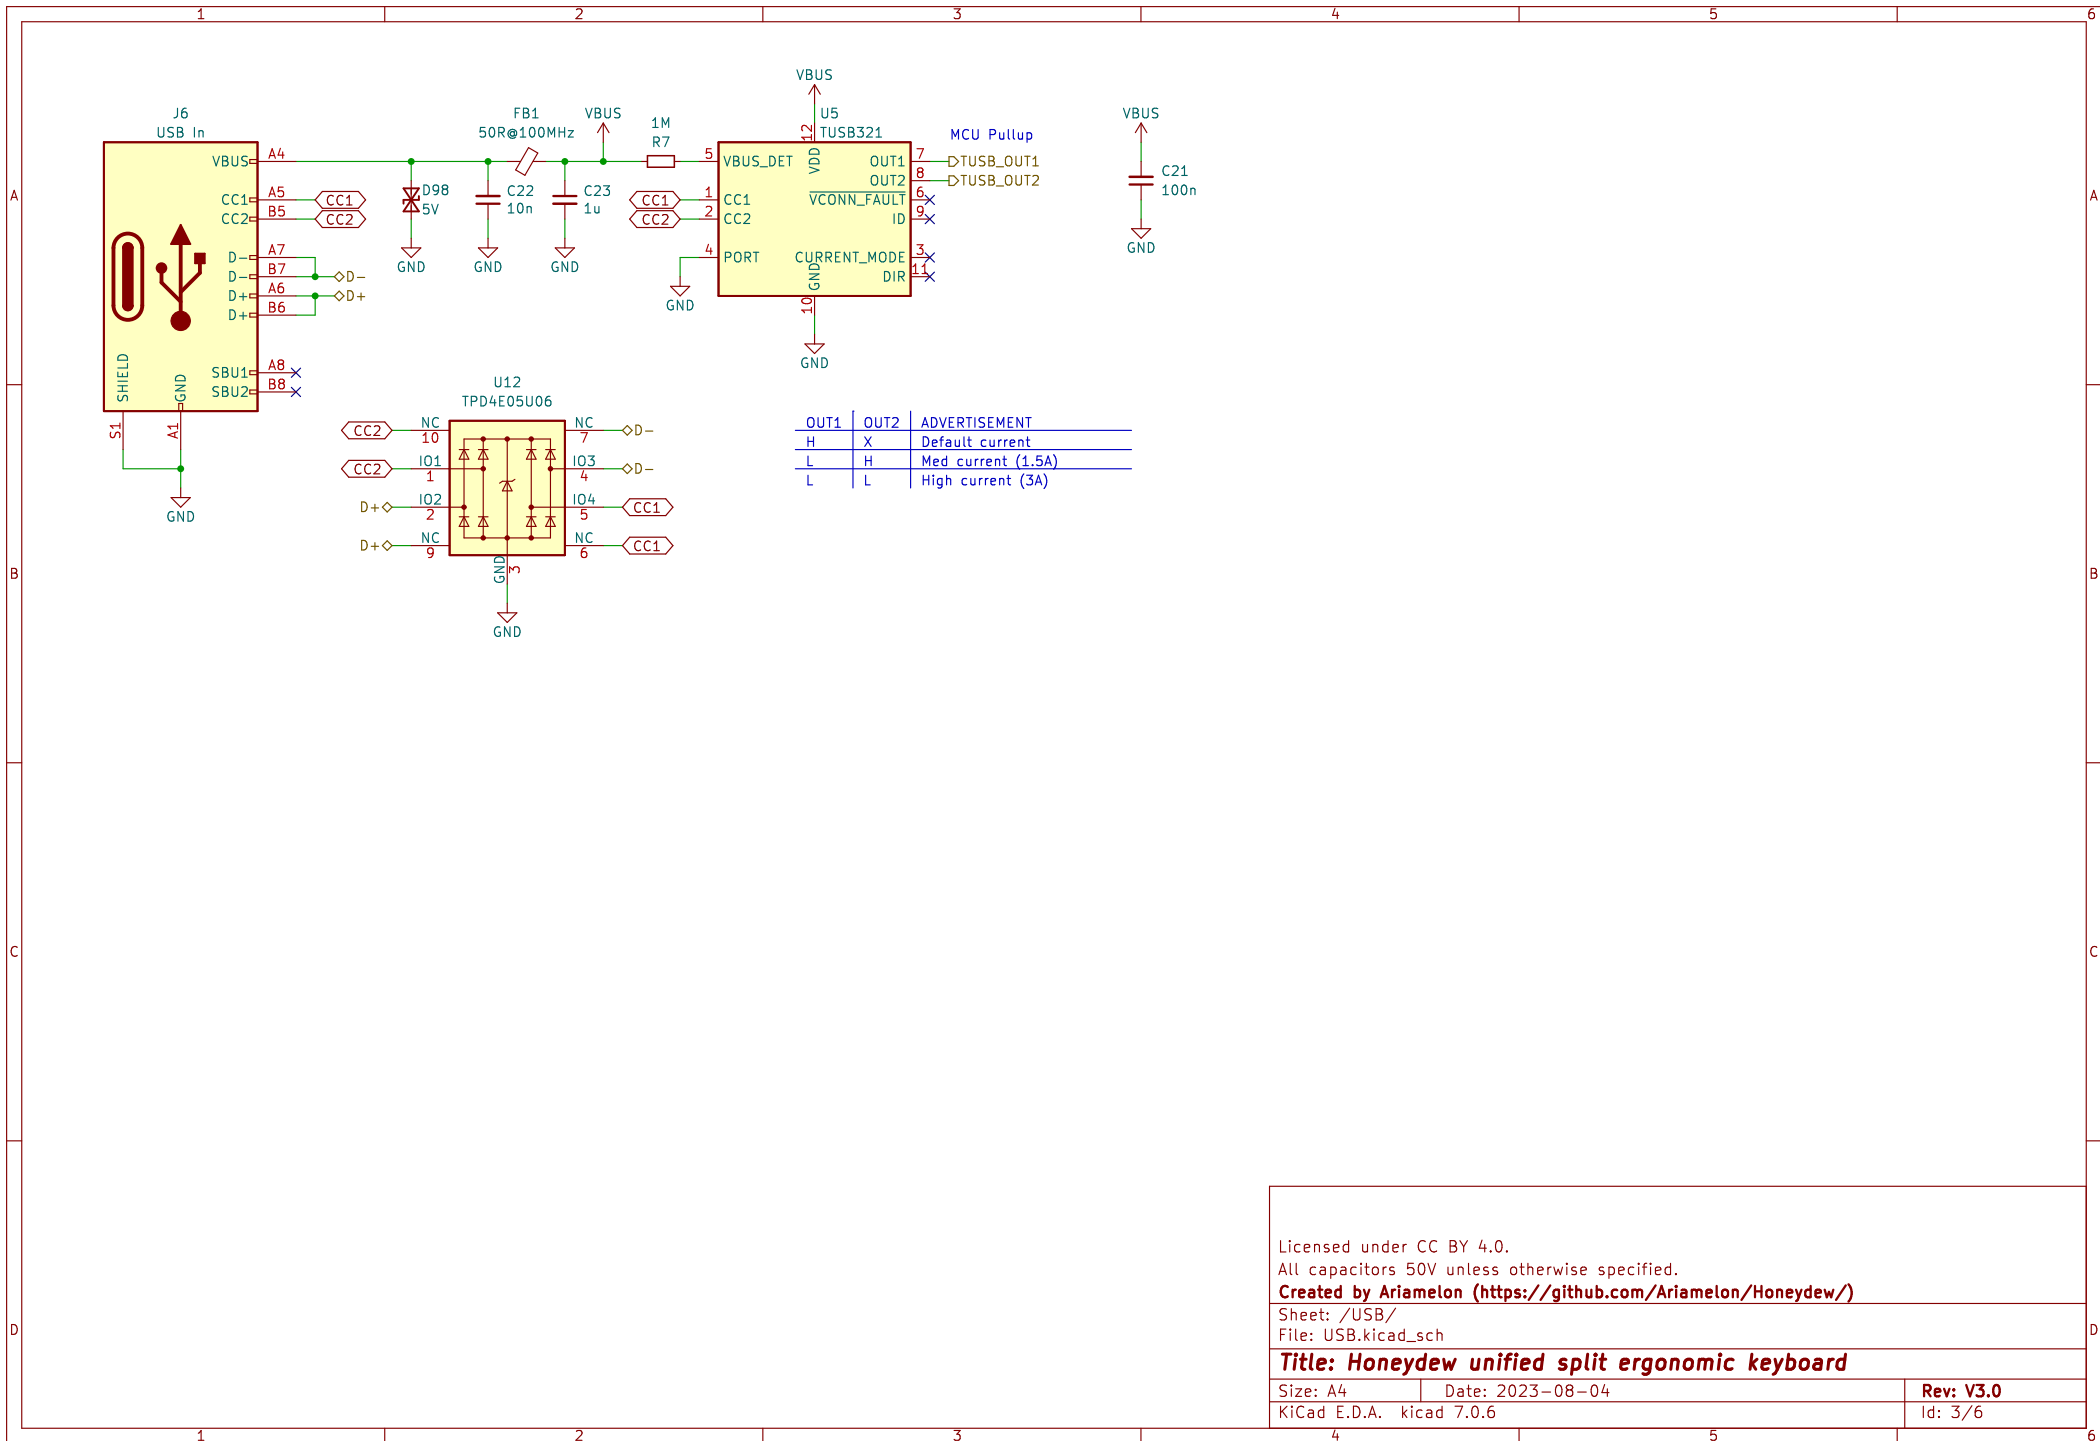 1 2 3 4 5 6
A
B
C
D
A
B
C
D
1 2 3 4 5 6
J6
USB In
VBUS A4
CC1 A5 CC1
CC2 B5 CC2
D- A7
D- B7 D-
D+ A6 D+
D+ B6
SBU1 A8
SBU2 B8
SHIELD GND
S1 A1
GND
D98
5V
GND
C22
10n
GND
FB1
50R@100MHz
C23
1u
GND
VBUS
1M
R7
VBUS
U5
TUSB321
12
VDD
5 VBUS_DET
CC1 1 CC1
CC2 2 CC2
4 PORT
GND
OUT1 7 TUSB_OUT1
OUT2 8 TUSB_OUT2
VCONN_FAULT 6
ID 9
CURRENT_MODE 3
DIR 11
GND
10
GND
MCU Pullup
VBUS
C21
100n
GND
U12
TPD4E05U06
CC2 NC 10
CC2 IO1 1
D+ IO2 2
D+ NC 9
NC 7 D-
IO3 4 D-
IO4 5 CC1
NC 6 CC1
GND 3
GND
OUT1 OUT2 ADVERTISEMENT
H X Default current
L H Med current (1.5A)
L L High current (3A)
Licensed under CC BY 4.0.
All capacitors 50V unless otherwise specified.
Created by Ariamelon (https://github.com/Ariamelon/Honeydew/)
Sheet: /USB/
File: USB.kicad_sch
Title: Honeydew unified split ergonomic keyboard
Size: A4 Date: 2023-08-04 Rev: V3.0
KiCad E.D.A. kicad 7.0.6 Id: 3/6